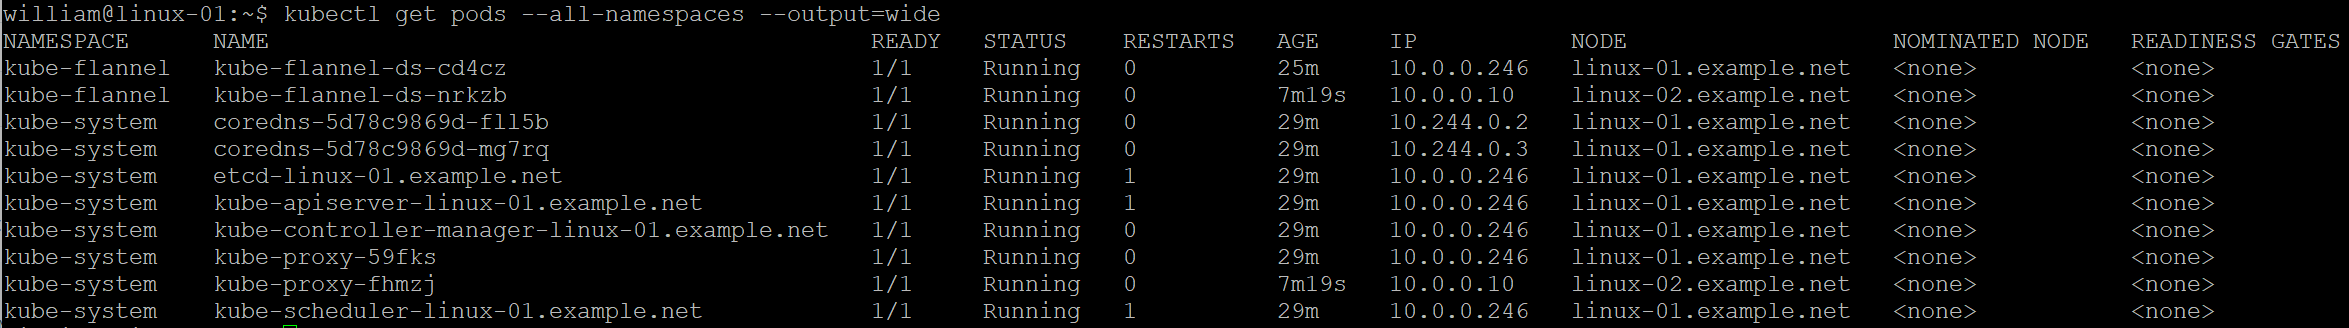 william@linux-01:~$ kubectl get pods --all-namespaces --output=wide
NAMESPACE      NAME                                           READY   STATUS    RESTARTS   AGE     IP           NODE                   NOMINATED NODE   READINESS GATES
kube-flannel   kube-flannel-ds-cd4cz                          1/1     Running   0          25m     10.0.0.246   linux-01.example.net   <none>           <none>
kube-flannel   kube-flannel-ds-nrkzb                          1/1     Running   0          7m19s   10.0.0.10    linux-02.example.net   <none>           <none>
kube-system    coredns-5d78c9869d-fll5b                       1/1     Running   0          29m     10.244.0.2   linux-01.example.net   <none>           <none>
kube-system    coredns-5d78c9869d-mg7rq                       1/1     Running   0          29m     10.244.0.3   linux-01.example.net   <none>           <none>
kube-system    etcd-linux-01.example.net                      1/1     Running   1          29m     10.0.0.246   linux-01.example.net   <none>           <none>
kube-system    kube-apiserver-linux-01.example.net            1/1     Running   1          29m     10.0.0.246   linux-01.example.net   <none>           <none>
kube-system    kube-controller-manager-linux-01.example.net   1/1     Running   0          29m     10.0.0.246   linux-01.example.net   <none>           <none>
kube-system    kube-proxy-59fks                               1/1     Running   0          29m     10.0.0.246   linux-01.example.net   <none>           <none>
kube-system    kube-proxy-fhmzj                               1/1     Running   0          7m19s   10.0.0.10    linux-02.example.net   <none>           <none>
kube-system    kube-scheduler-linux-01.example.net            1/1     Running   1          29m     10.0.0.246   linux-01.example.net   <none>           <none>